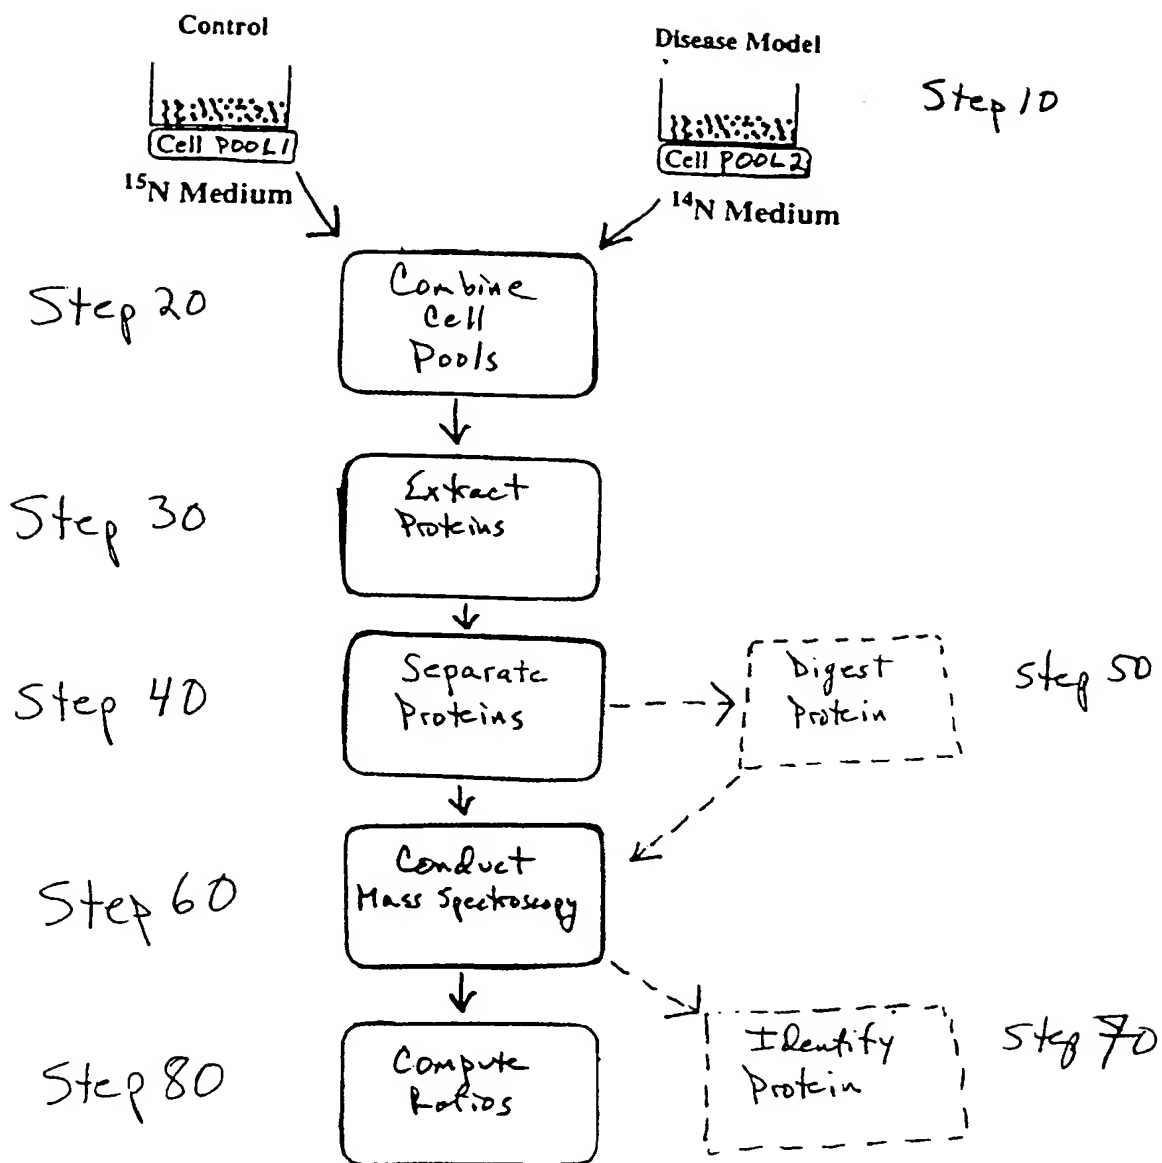 Control
Disease Model
Step 10
Cell POOL 1
Cell POOL 2
¹⁵N Medium
¹⁴N Medium
Step 20
Combine
Cell
Pools
Step 30
Extract
Proteins
Step 40
Separate
Proteins
Digest
Protein
Step 50
Step 60
Conduct
Mass Spectroscopy
Step 70
Identify
Protein
Step 80
Compute
Ratios